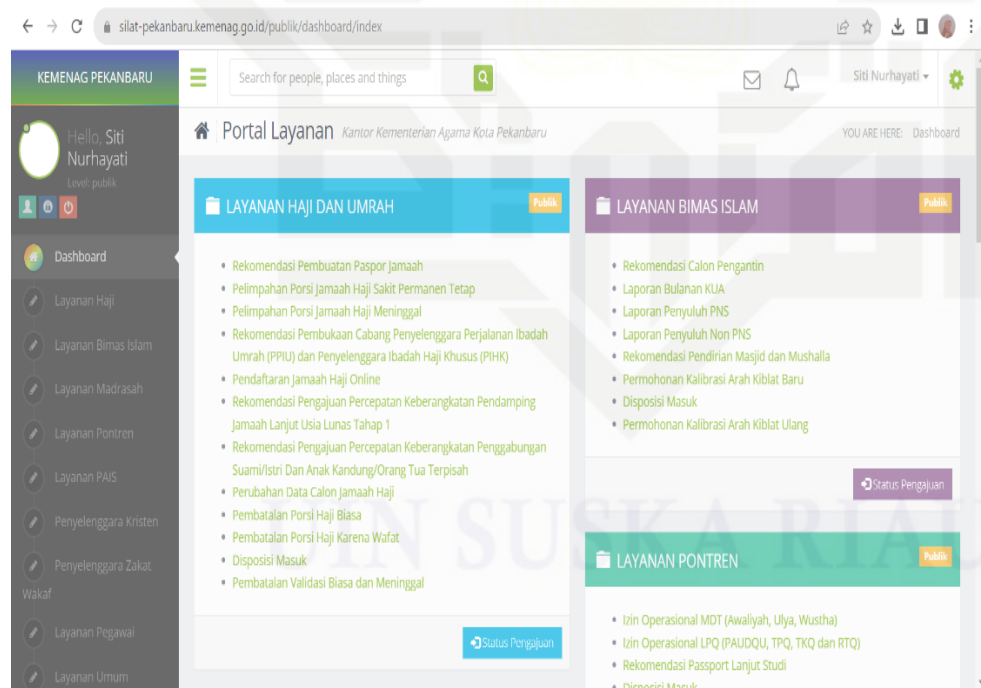 silat-pekanbaru.kemenag.go.id/publik/dashboard/index
KEMENAG PEKANBARU
Search for people, places and things
Siti Nurhayati
Hello, Siti
Nurhayati
Level: publik
Portal Layanan Kantor Kementerian Agama Kota Pekanbaru
YOU ARE HERE: Dashboard
Dashboard
Layanan Haji
Layanan Bimas Islam
Layanan Madrasah
Layanan Pontren
Layanan PAIS
Penyelenggara Kristen
Penyelenggara Zakat
Wakaf
Layanan Pegawai
Layanan Umum
LAYANAN HAJI DAN UMRAH
Publik
• Rekomendasi Pembuatan Paspor Jamaah
• Pelimpahan Porsi Jamaah Haji Sakit Permanen Tetap
• Pelimpahan Porsi Jamaah Haji Meninggal
• Rekomendasi Pembukaan Cabang Penyelenggara Perjalanan Ibadah
Umrah (PPIU) dan Penyelenggara Ibadah Haji Khusus (PIHK)
• Pendaftaran Jamaah Haji Online
• Rekomendasi Pengajuan Percepatan Keberangkatan Pendamping
Jamaah Lanjut Usia Lunas Tahap 1
• Rekomendasi Pengajuan Percepatan Keberangkatan Penggabungan
Suami/Istri Dan Anak Kandung/Orang Tua Terpisah
• Perubahan Data Calon Jamaah Haji
• Pembatalan Porsi Haji Biasa
• Pembatalan Porsi Haji Karena Wafat
• Disposisi Masuk
• Pembatalan Validasi Biasa dan Meninggal
Status Pengajuan
LAYANAN BIMAS ISLAM
Publik
• Rekomendasi Calon Pengantin
• Laporan Bulanan KUA
• Laporan Penyuluh PNS
• Laporan Penyuluh Non PNS
• Rekomendasi Pendirian Masjid dan Mushalla
• Permohonan Kalibrasi Arah Kiblat Baru
• Disposisi Masuk
• Permohonan Kalibrasi Arah Kiblat Ulang
Status Pengajuan
LAYANAN PONTREN
Publik
• Izin Operasional MDT (Awaliyah, Ulya, Wustha)
• Izin Operasional LPQ (PAUDQU, TPQ, TKQ dan RTQ)
• Rekomendasi Passport Lanjut Studi
• Disposisi Masuk
UIN SUSKA RIAU